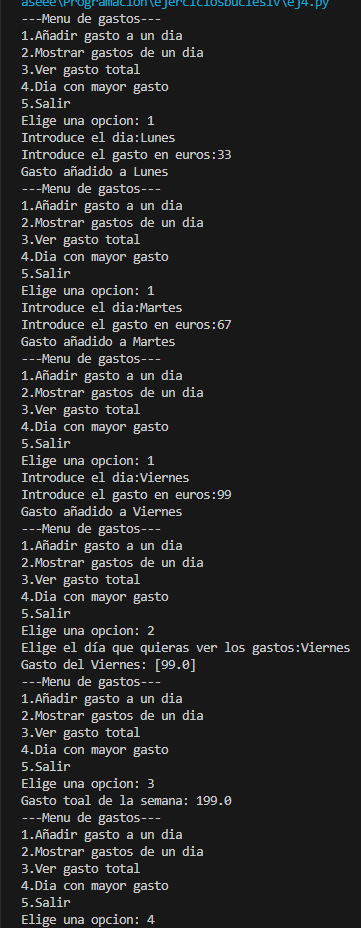 aseee\Programacion\ejerciciosbuclesiv\ej4.py
---Menu de gastos---
1.Añadir gasto a un dia
2.Mostrar gastos de un dia
3.Ver gasto total
4.Dia con mayor gasto
5.Salir
Elige una opcion: 1
Introduce el dia:Lunes
Introduce el gasto en euros:33
Gasto añadido a Lunes
---Menu de gastos---
1.Añadir gasto a un dia
2.Mostrar gastos de un dia
3.Ver gasto total
4.Dia con mayor gasto
5.Salir
Elige una opcion: 1
Introduce el dia:Martes
Introduce el gasto en euros:67
Gasto añadido a Martes
---Menu de gastos---
1.Añadir gasto a un dia
2.Mostrar gastos de un dia
3.Ver gasto total
4.Dia con mayor gasto
5.Salir
Elige una opcion: 1
Introduce el dia:Viernes
Introduce el gasto en euros:99
Gasto añadido a Viernes
---Menu de gastos---
1.Añadir gasto a un dia
2.Mostrar gastos de un dia
3.Ver gasto total
4.Dia con mayor gasto
5.Salir
Elige una opcion: 2
Elige el día que quieras ver los gastos:Viernes
Gasto del Viernes: [99.0]
---Menu de gastos---
1.Añadir gasto a un dia
2.Mostrar gastos de un dia
3.Ver gasto total
4.Dia con mayor gasto
5.Salir
Elige una opcion: 3
Gasto toal de la semana: 199.0
---Menu de gastos---
1.Añadir gasto a un dia
2.Mostrar gastos de un dia
3.Ver gasto total
4.Dia con mayor gasto
5.Salir
Elige una opcion: 4